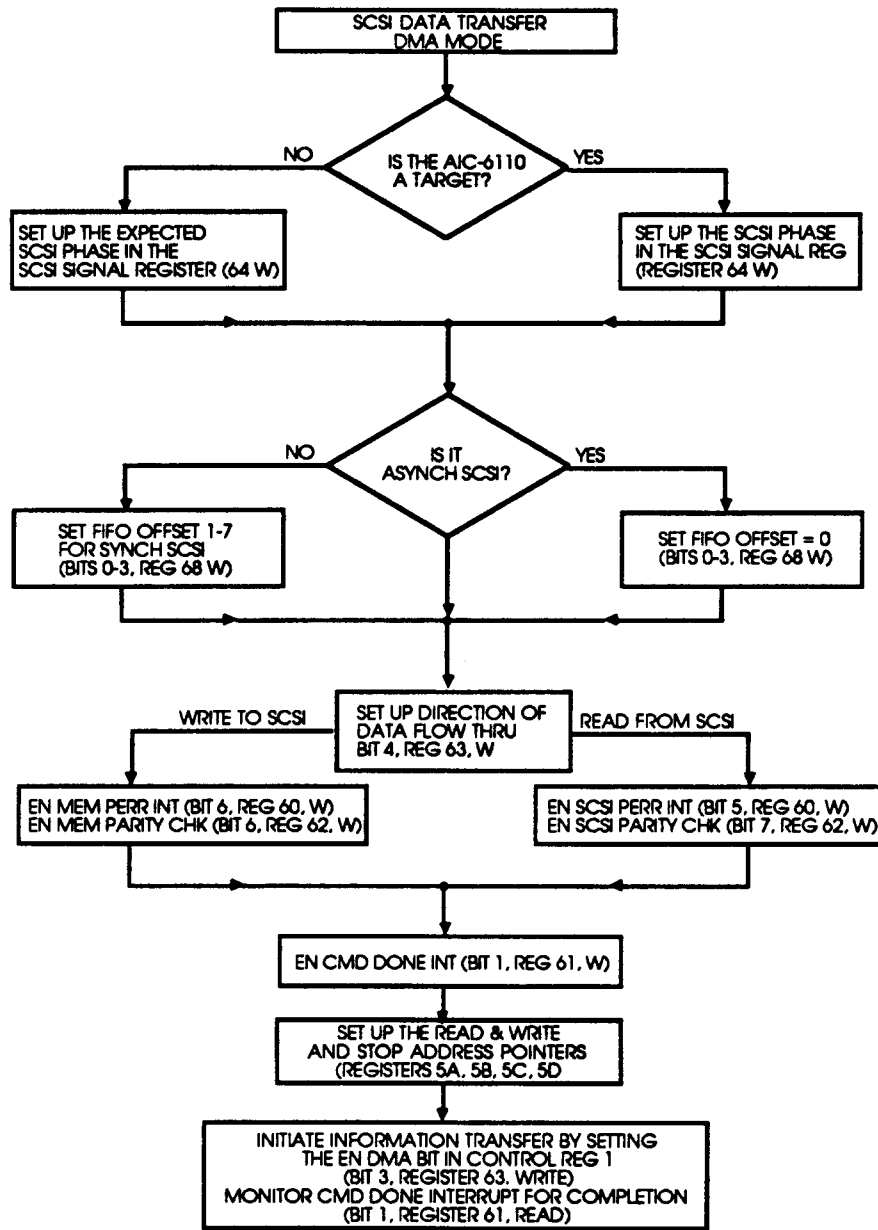 SCSI DATA TRANSFER
DMA MODE
NO
IS THE AIC-6110
A TARGET?
YES
SET UP THE EXPECTED
SCSI PHASE IN THE
SCSI SIGNAL REGISTER (64 W)
SET UP THE SCSI PHASE
IN THE SCSI SIGNAL REG
(REGISTER 64 W)
NO
IS IT
ASYNCH SCSI?
YES
SET FIFO OFFSET 1-7
FOR SYNCH SCSI
(BITS 0-3, REG 68 W)
SET FIFO OFFSET = 0
(BITS 0-3, REG 68 W)
WRITE TO SCSI
SET UP DIRECTION OF
DATA FLOW THRU
BIT 4, REG 63, W
READ FROM SCSI
EN MEM PERR INT (BIT 6, REG 60, W)
EN MEM PARITY CHK (BIT 6, REG 62, W)
EN SCSI PERR INT (BIT 5, REG 60, W)
EN SCSI PARITY CHK (BIT 7, REG 62, W)
EN CMD DONE INT (BIT 1, REG 61, W)
SET UP THE READ & WRITE
AND STOP ADDRESS POINTERS
(REGISTERS 5A, 5B, 5C, 5D
INITIATE INFORMATION TRANSFER BY SETTING
THE EN DMA BIT IN CONTROL REG 1
(BIT 3, REGISTER 63, WRITE)
MONITOR CMD DONE INTERRUPT FOR COMPLETION
(BIT 1, REGISTER 61, READ)